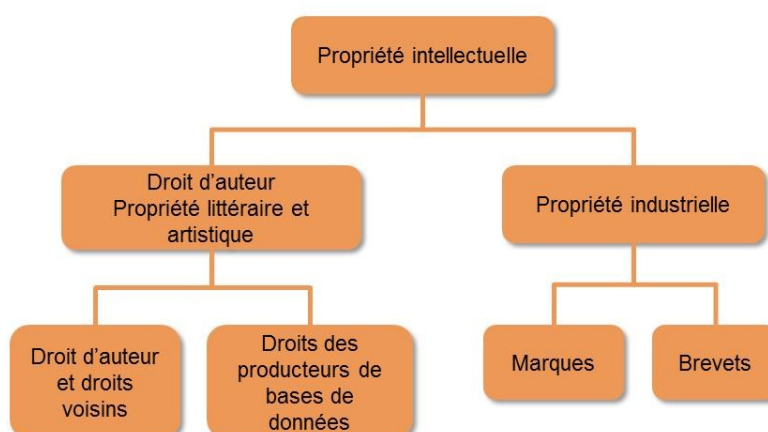 Propriété intellectuelle
Droit d'auteur
Propriété littéraire et
artistique
Propriété industrielle
Droit d'auteur
et droits
voisins
Droits des
producteurs de
bases de
données
Marques
Brevets